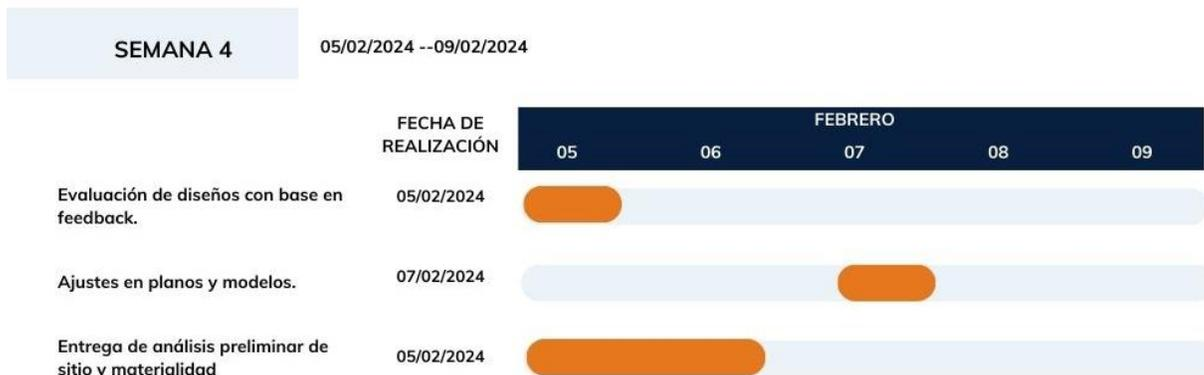 SEMANA 4
05/02/2024 --09/02/2024
FECHA DE
REALIZACIÓN
FEBRERO
05 06 07 08 09
Evaluación de diseños con base en
feedback.
05/02/2024
Ajustes en planos y modelos.
07/02/2024
Entrega de análisis preliminar de
sitio y materialidad
05/02/2024